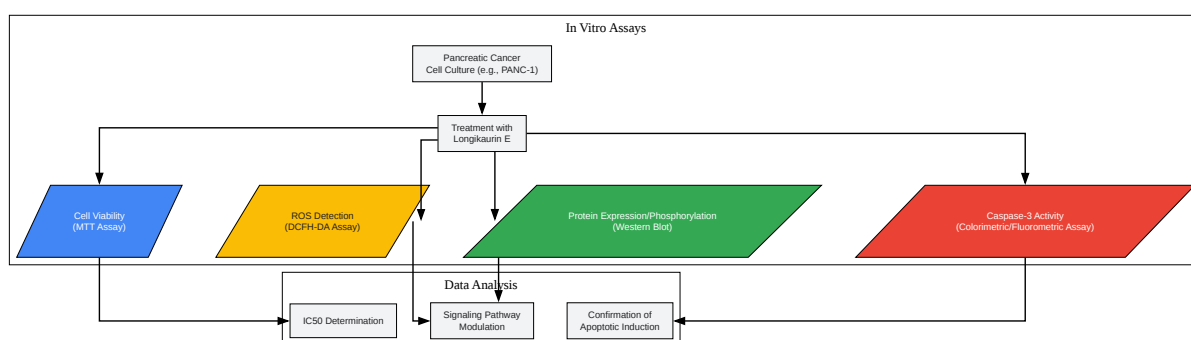 In Vitro Assays
Pancreatic Cancer
Cell Culture (e.g., PANC-1)
Treatment with
Longikaurin E
Cell Viability
(MTT Assay)
ROS Detection
(DCFH-DA Assay)
Protein Expression/Phosphorylation
(Western Blot)
Caspase-3 Activity
(Colorimetric/Fluorometric Assay)
Data Analysis
IC50 Determination
Signaling Pathway
Modulation
Confirmation of
Apoptotic Induction